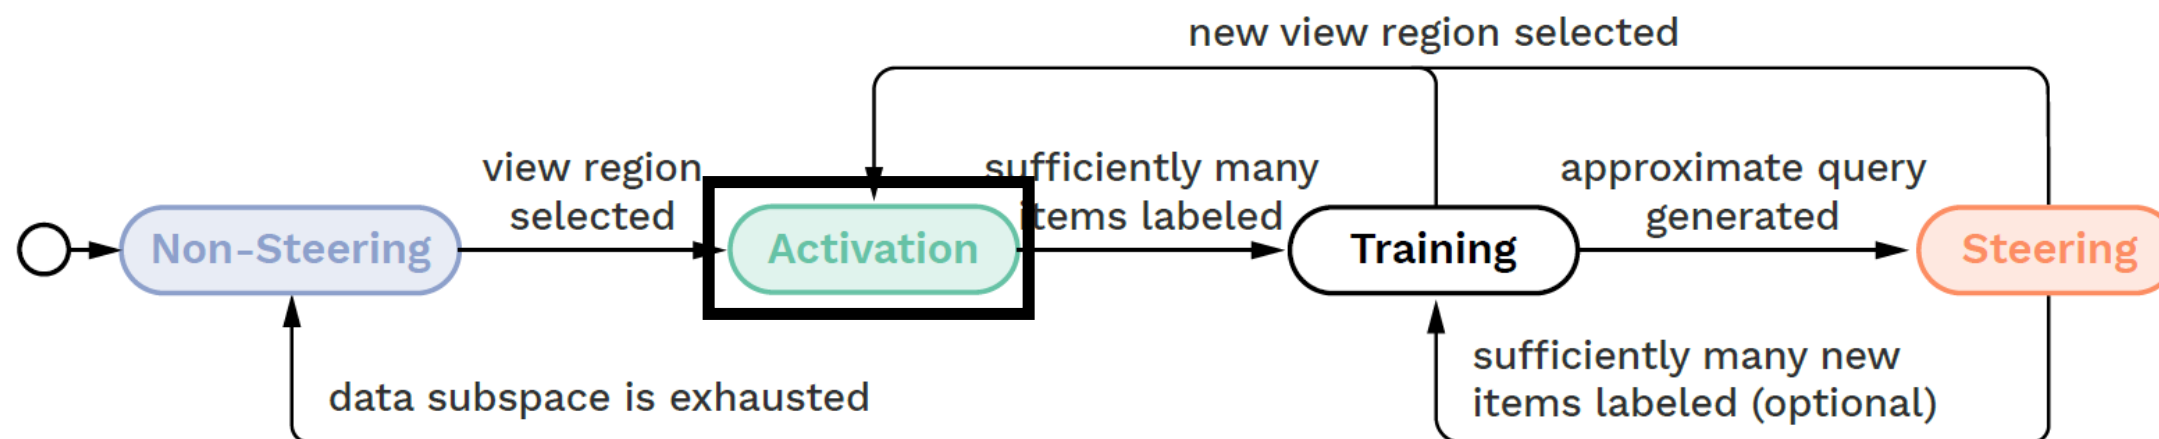 new view region selected
view region
selected
sufficiently many
items labeled
approximate query
generated
Non-Steering
Activation
Training
Steering
data subspace is exhausted
sufficiently many new
items labeled (optional)